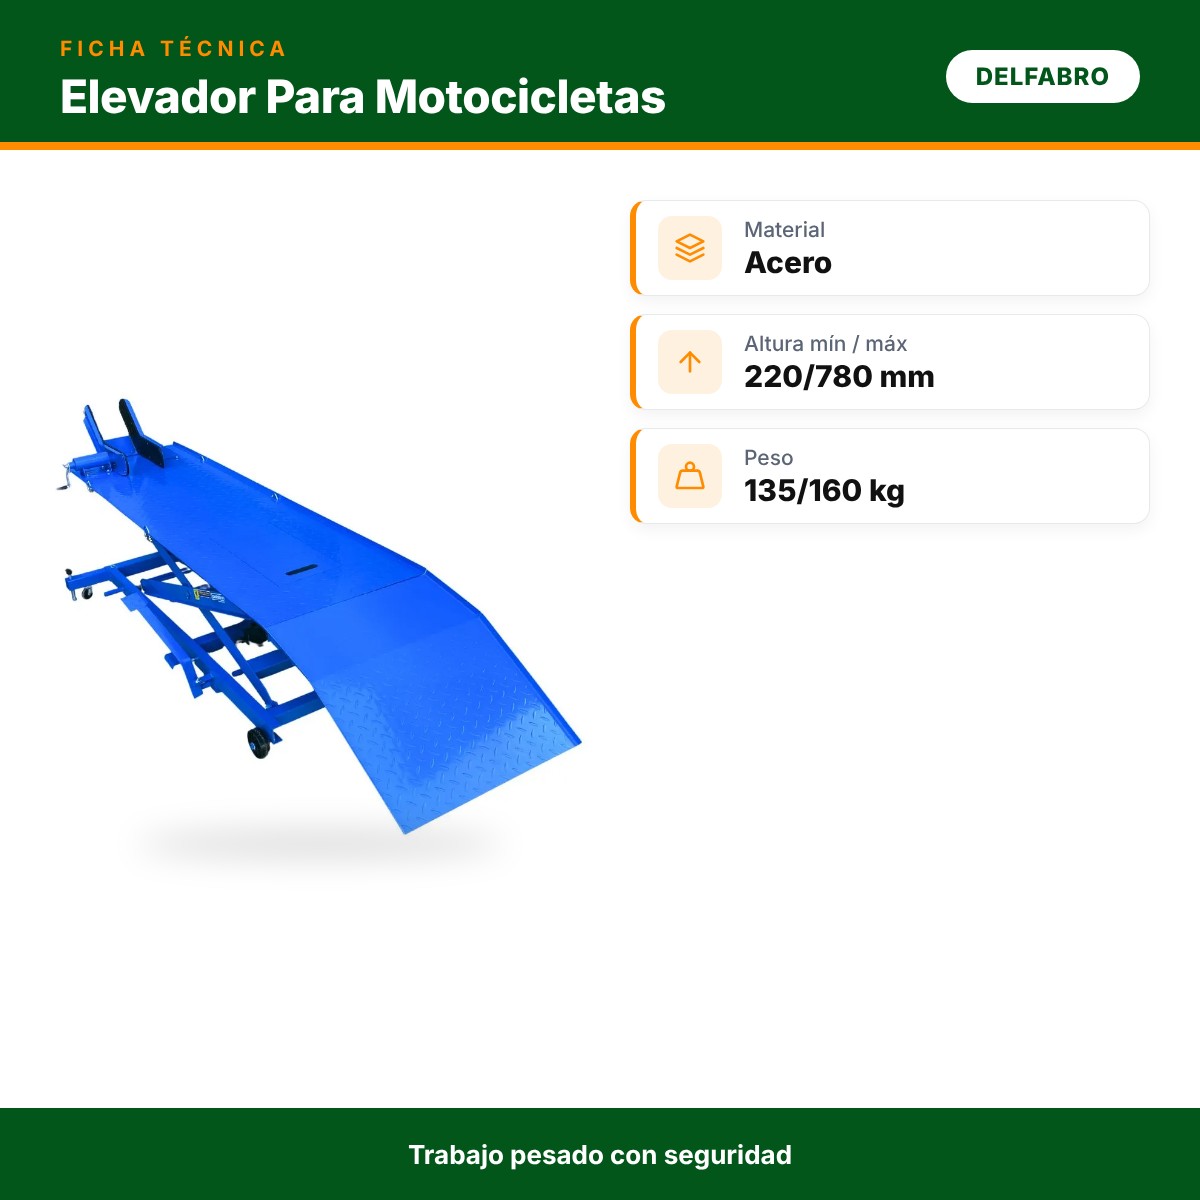 FICHA TÉCNICA
Elevador Para Motocicletas
DELFABRO
Material
Acero
Altura mín / máx
220/780 mm
Peso
135/160 kg
Trabajo pesado con seguridad